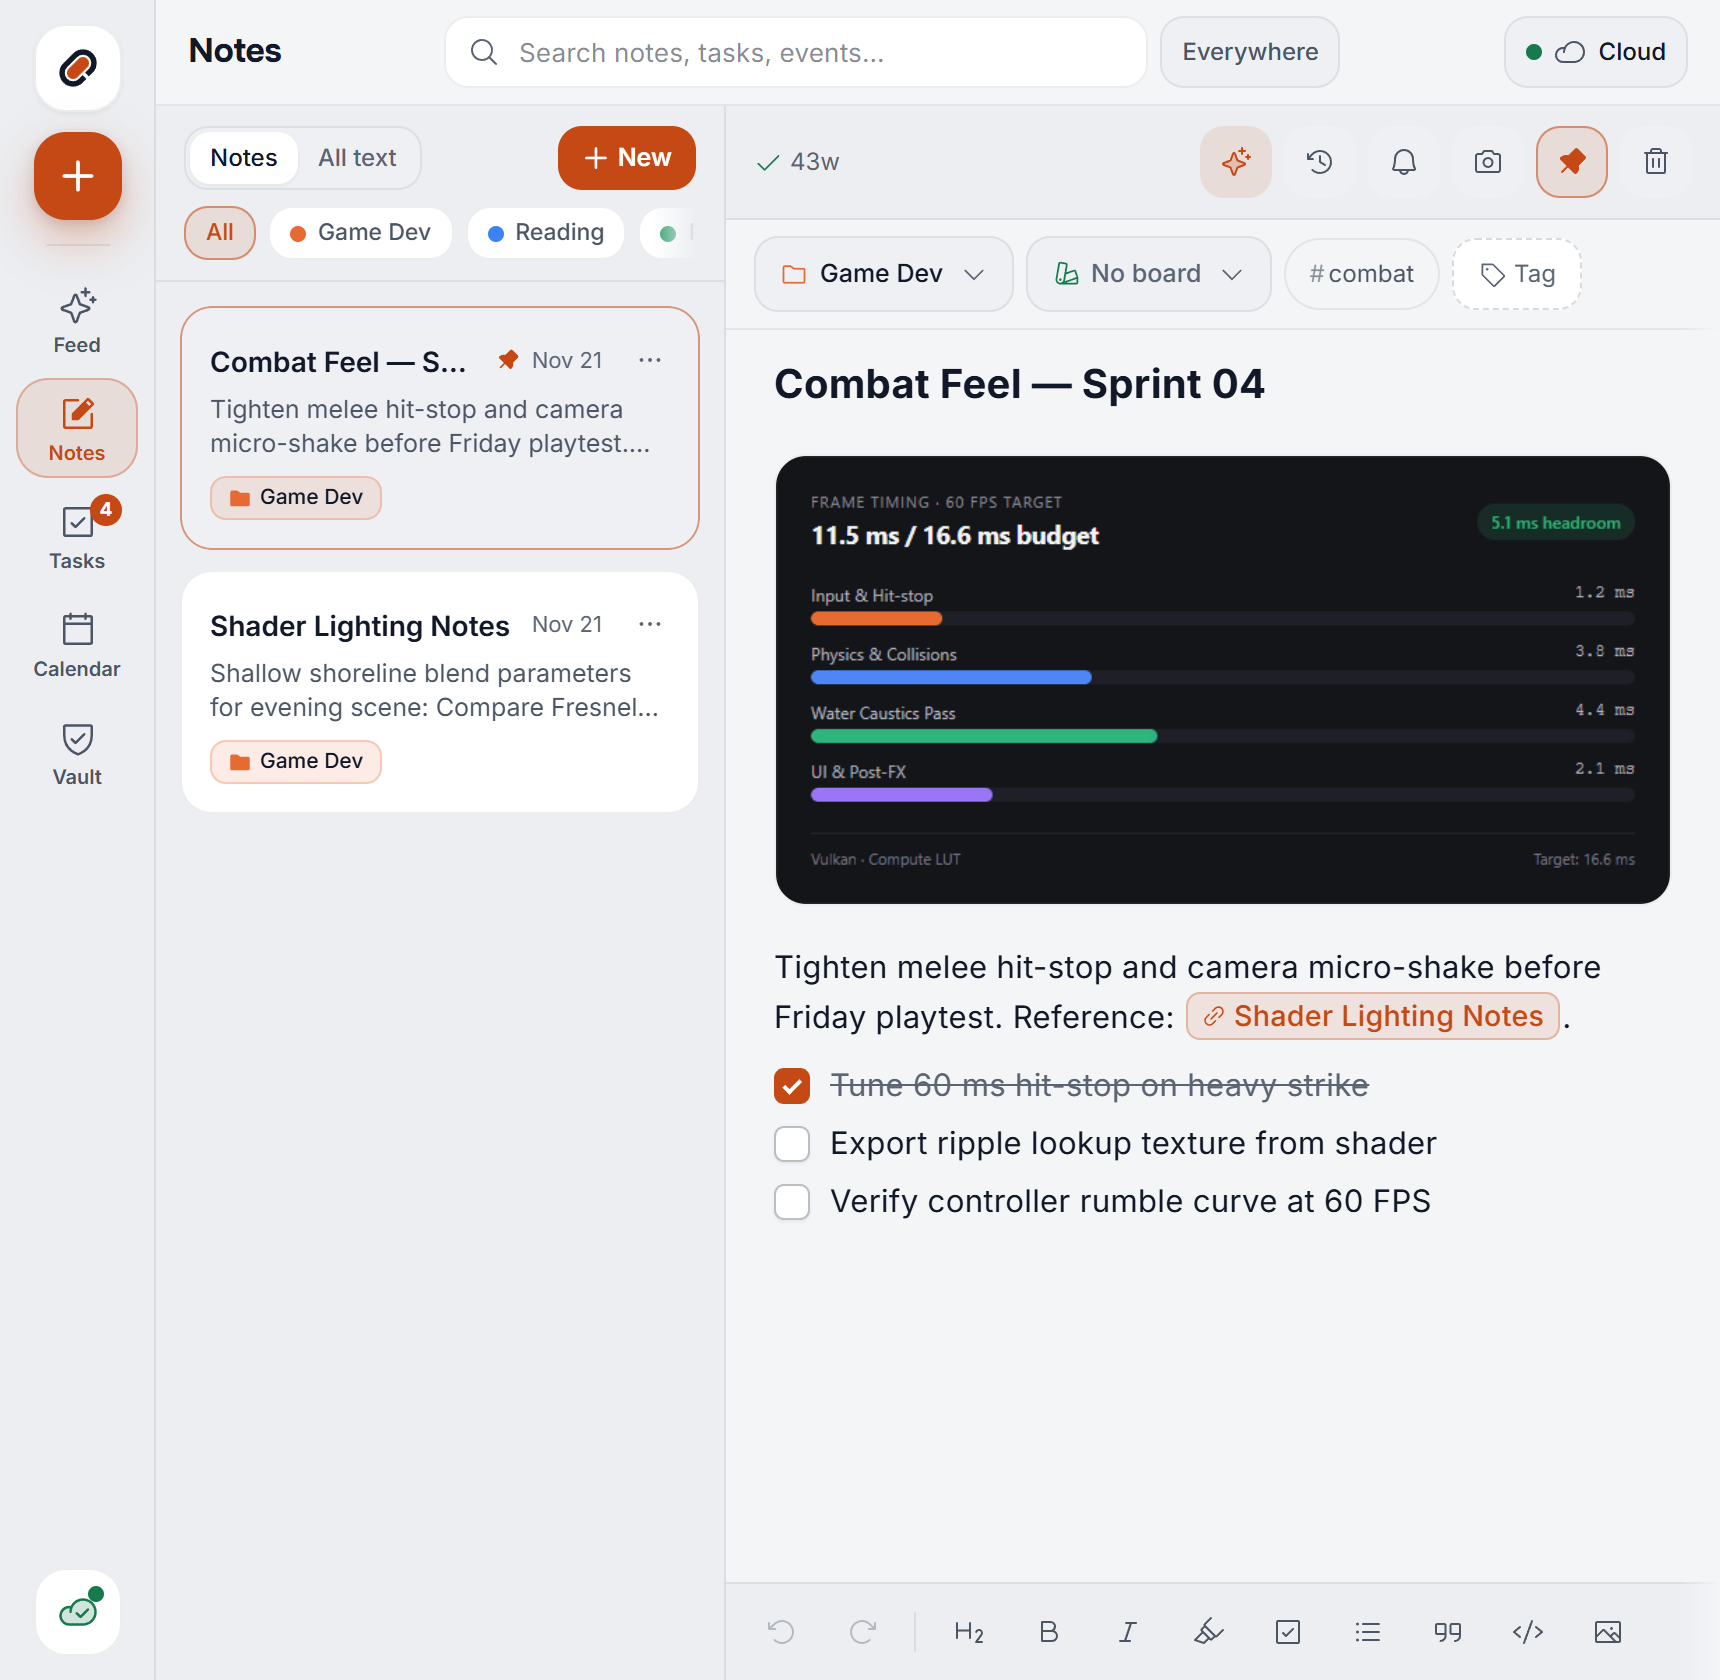 Notes
Search notes, tasks, events...
Everywhere
Cloud
Feed
Notes
4
Tasks
Calendar
Vault
Notes
All text
New
All
Game Dev
Reading
Combat Feel — S...
Nov 21
Tighten melee hit-stop and camera
micro-shake before Friday playtest....
Game Dev
Shader Lighting Notes
Nov 21
Shallow shoreline blend parameters
for evening scene: Compare Fresnel...
Game Dev
43w
Game Dev
No board
#combat
Tag
Combat Feel — Sprint 04
FRAME TIMING · 60 FPS TARGET
11.5 ms / 16.6 ms budget
5.1 ms headroom
Input & Hit-stop
1.2 ms
Physics & Collisions
3.8 ms
Water Caustics Pass
4.4 ms
UI & Post-FX
2.1 ms
Vulkan · Compute LUT
Target: 16.6 ms
Tighten melee hit-stop and camera micro-shake before
Friday playtest. Reference: Shader Lighting Notes .
Tune 60 ms hit-stop on heavy strike
Export ripple lookup texture from shader
Verify controller rumble curve at 60 FPS
H2
B
I